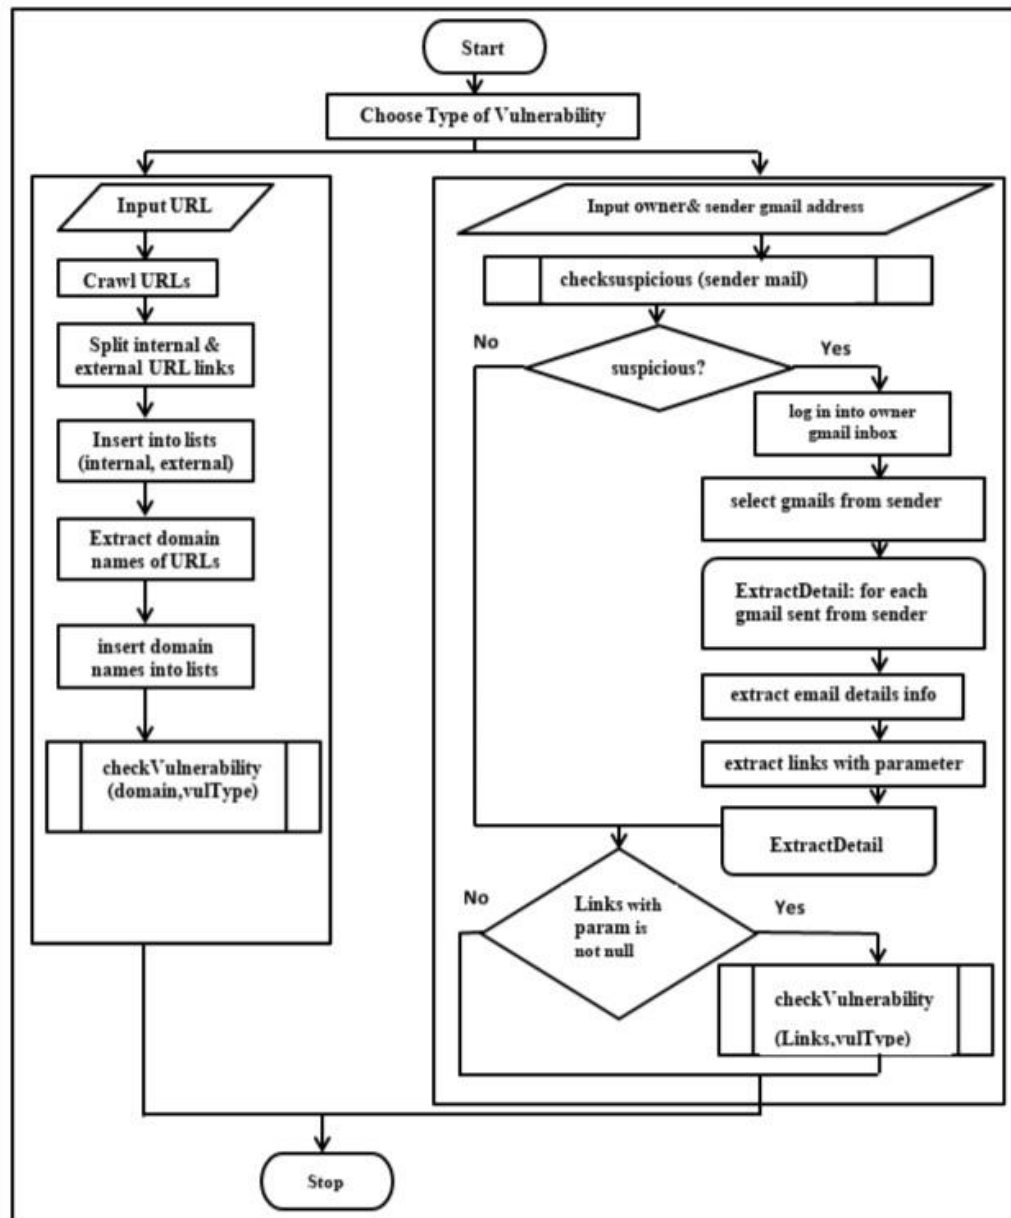 Start
Choose Type of Vulnerability
Input URL
Crawl URLs
Split internal &
external URL links
Insert into lists
(internal, external)
Extract domain
names of URLs
insert domain
names into lists
checkVulnerability
(domain,vulType)
Input owner& sender gmail address
checksuspicious (sender mail)
No
suspicious?
Yes
log in into owner
gmail inbox
select gmails from sender
ExtractDetail: for each
gmail sent from sender
extract email details info
extract links with parameter
ExtractDetail
No
Links with
param is
not null
Yes
checkVulnerability
(Links,vulType)
Stop